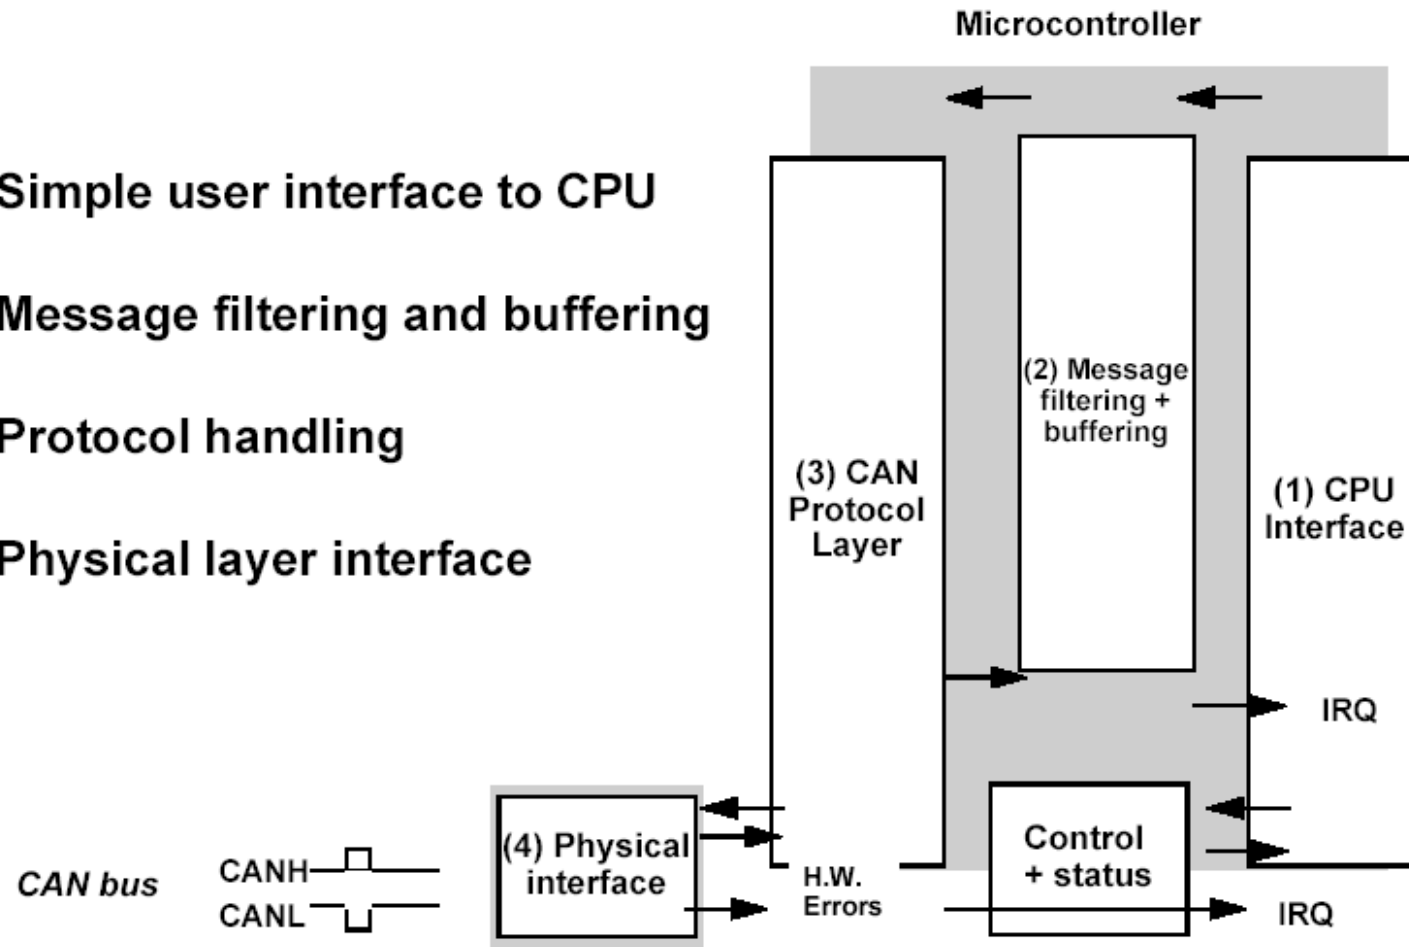 Microcontroller
Simple user interface to CPU
Message filtering and buffering
Protocol handling
Physical layer interface
(2) Message
filtering +
buffering
(3) CAN
Protocol
Layer
(1) CPU
Interface
IRQ
(4) Physical
interface
Control
+ status
CAN bus
CANH
CANL
H.W.
Errors
IRQ